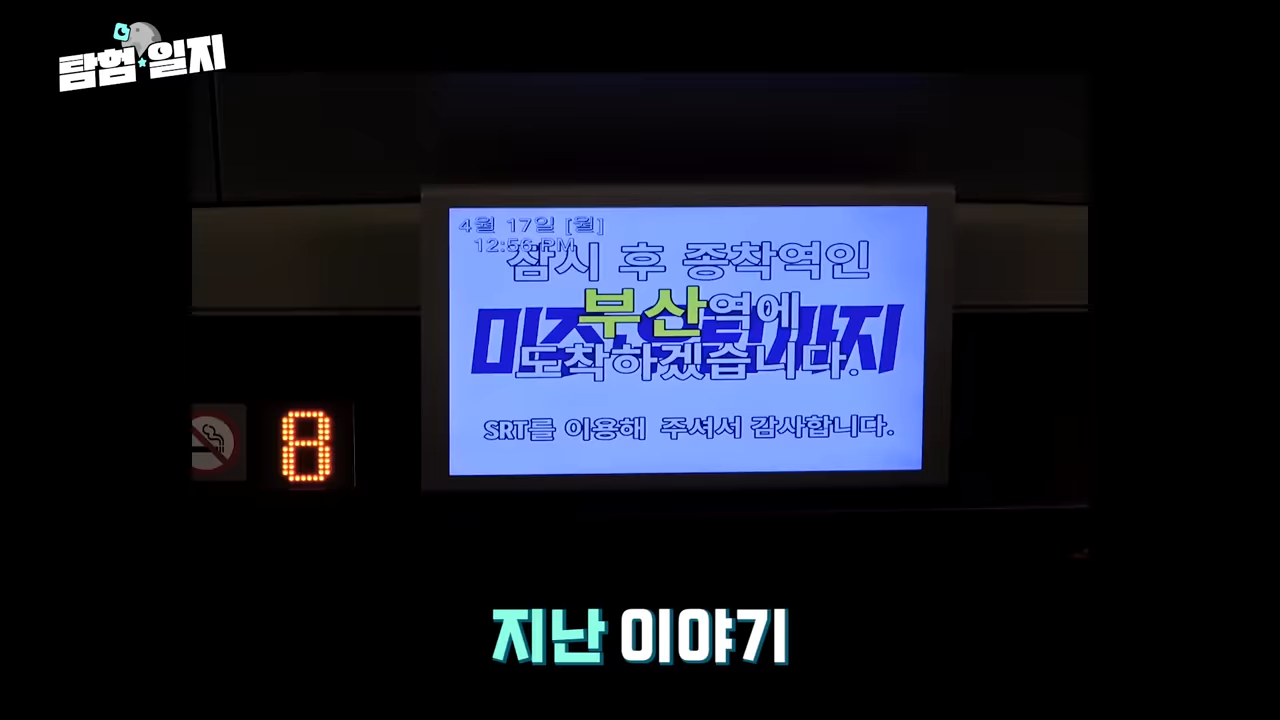 탐험일지
4월 17일 [월]
12:56 PM
잠시 후 종착역인
부산역에
도착하겠습니다.
SRT를 이용해 주셔서 감사합니다.
8
지난 이야기